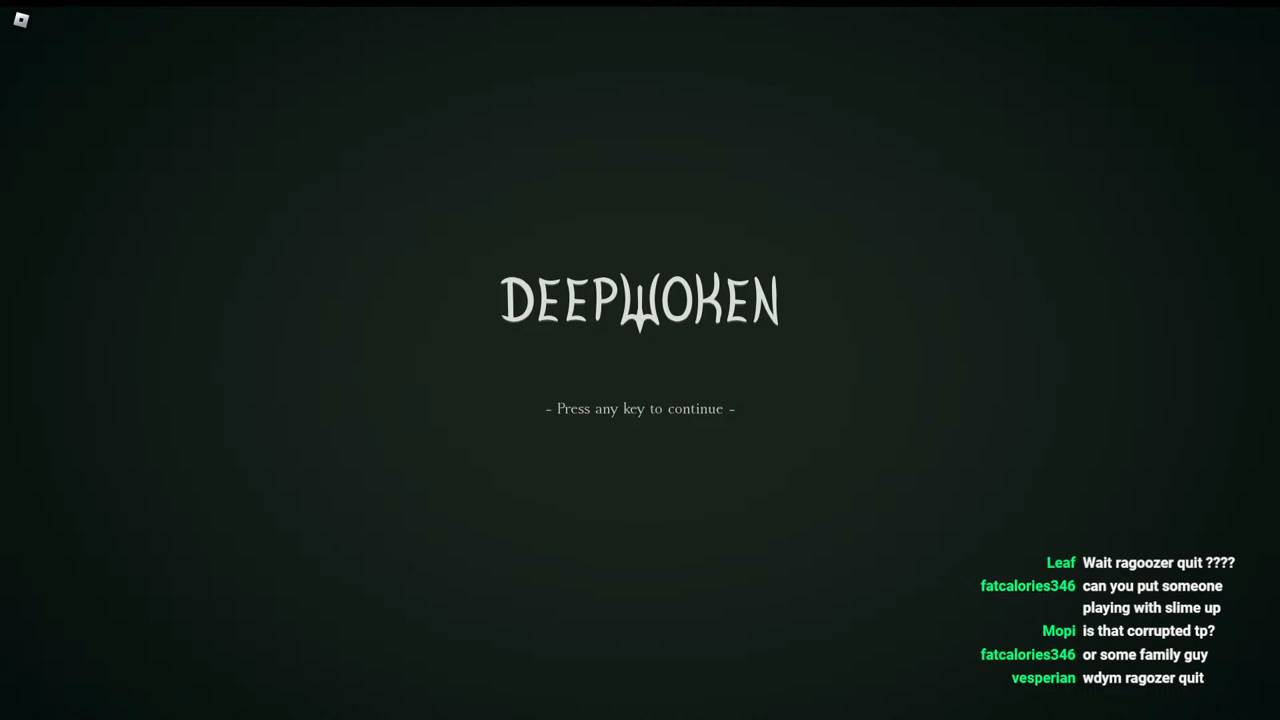 DEEPWOKEN
- Press any key to continue -
Leaf Wait ragoozer quit ????
fatcalories346 can you put someone
playing with slime up
Mopi is that corrupted tp?
fatcalories346 or some family guy
vesperian wdym ragozer quit